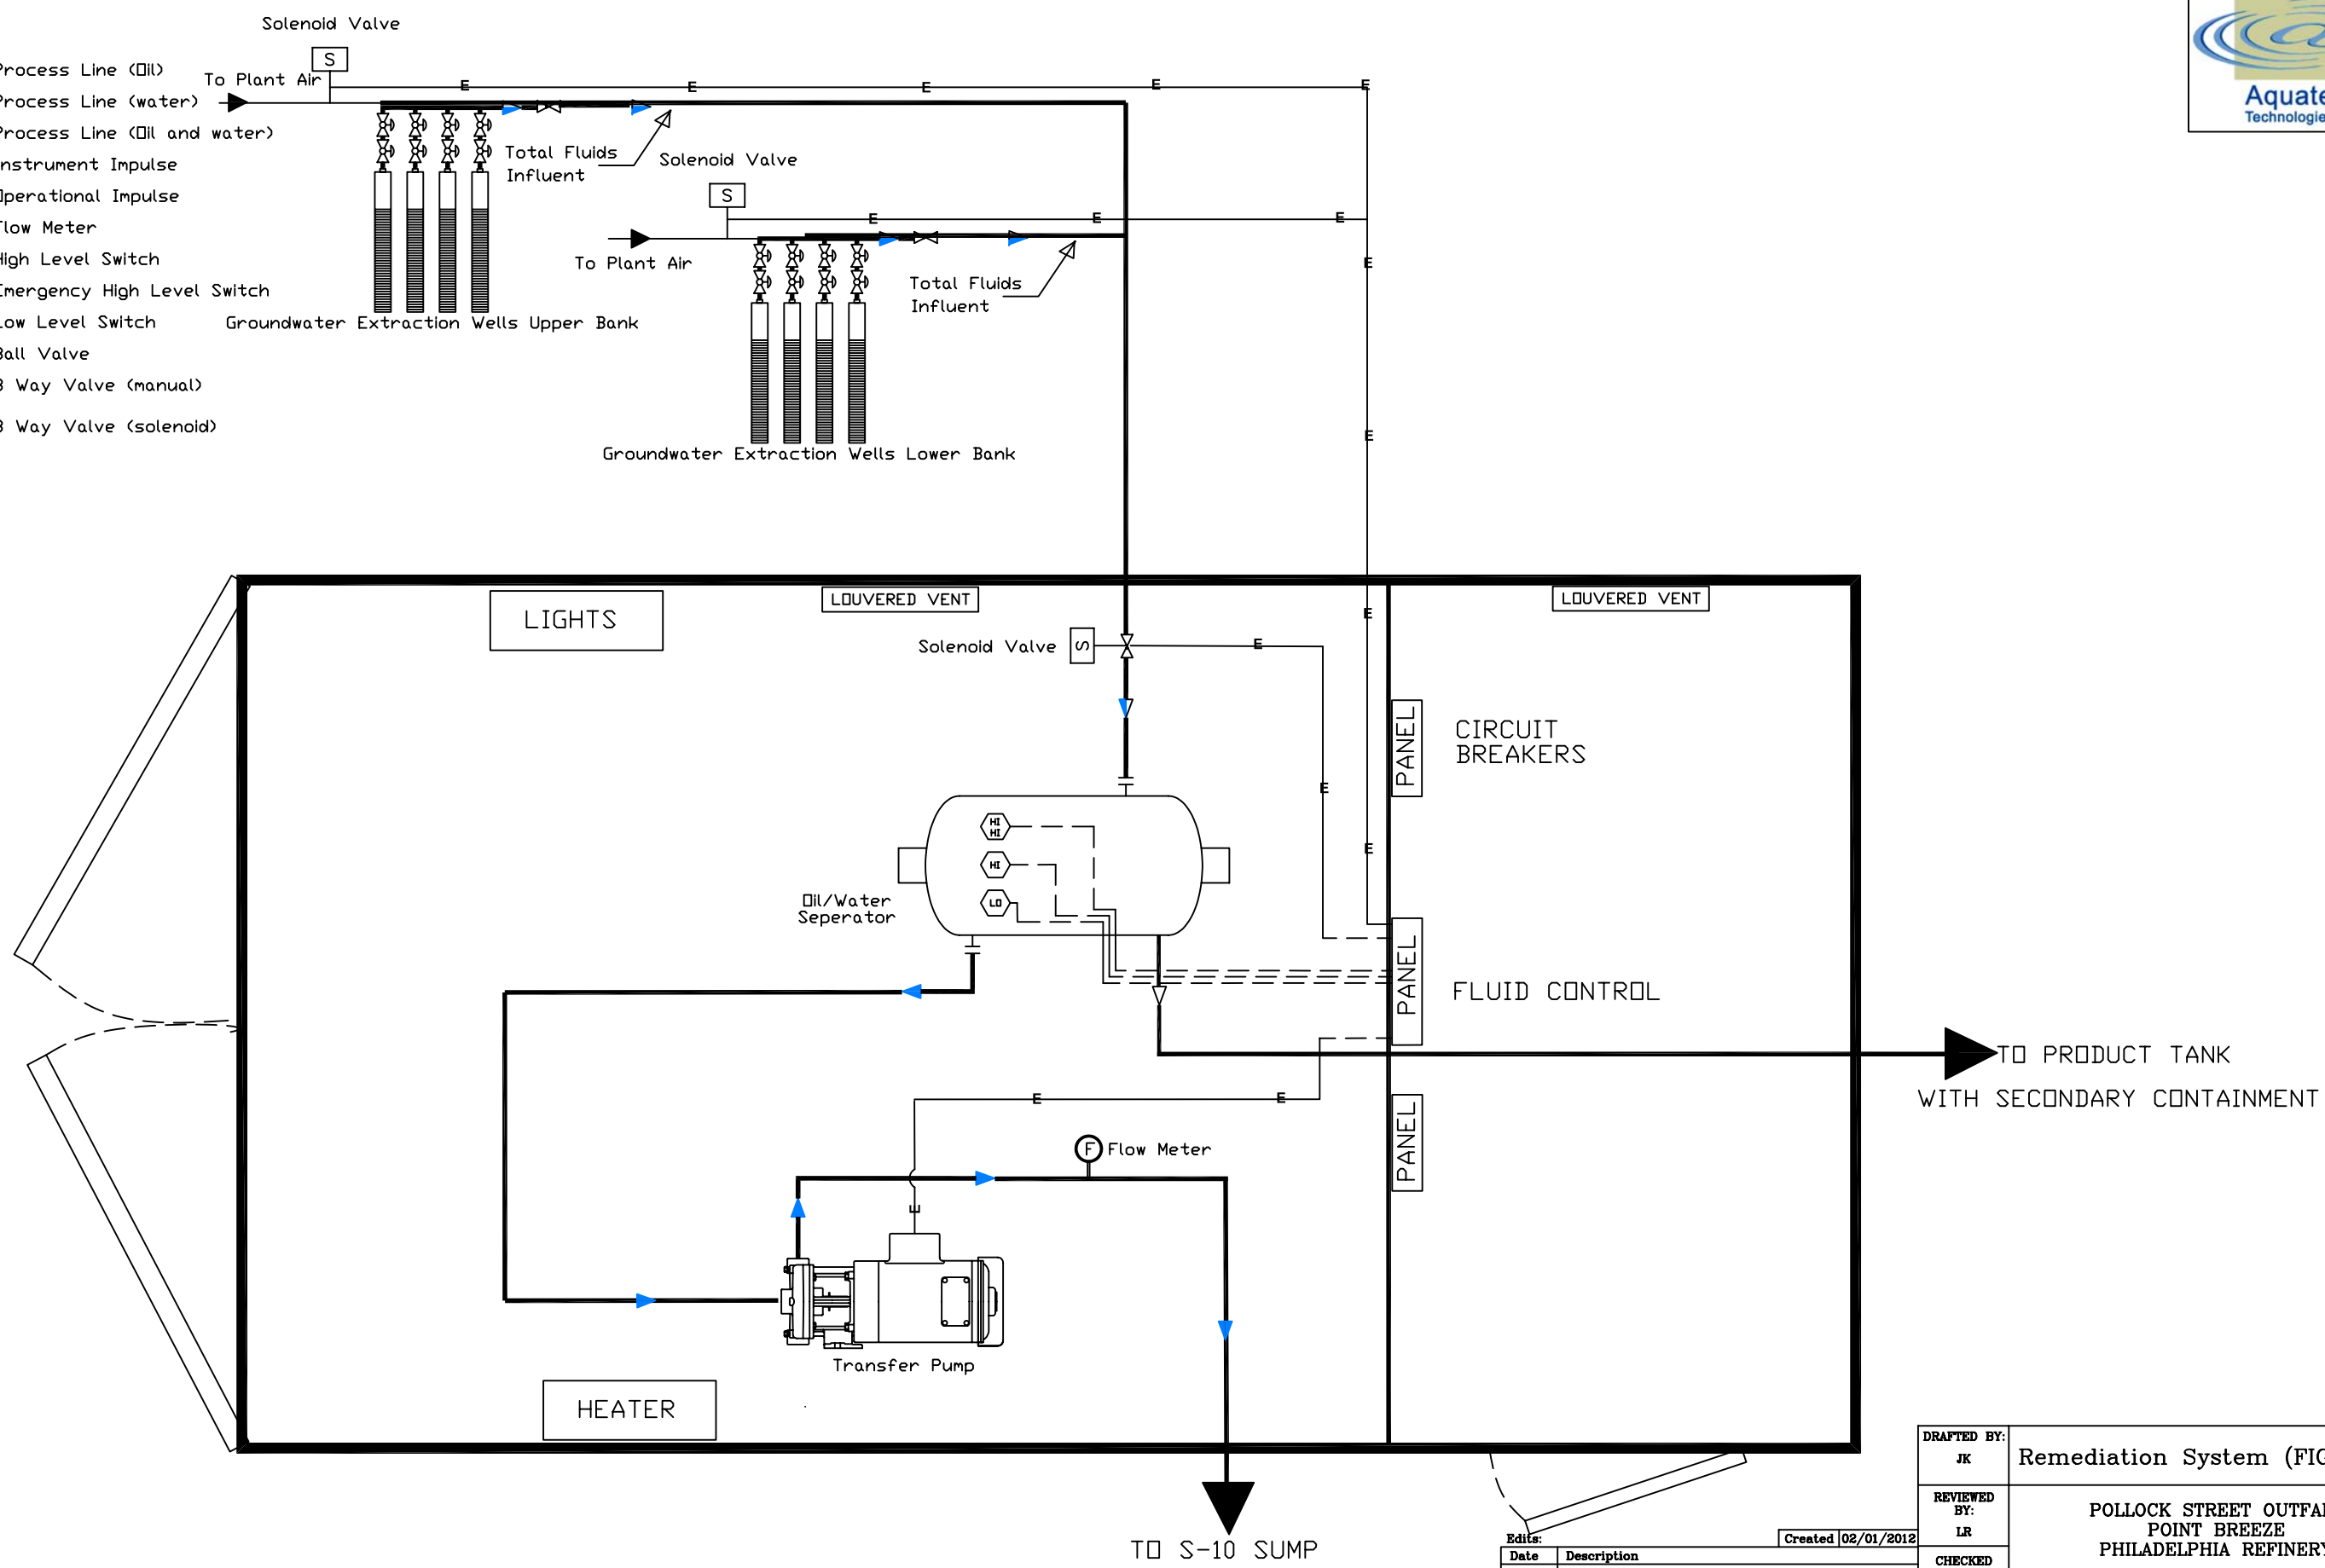 Solenoid Valve
S
Process Line (Oil)
To Plant Air
Process Line (water)
Process Line (Oil and water)
Instrument Impulse
Operational Impulse
Flow Meter
High Level Switch
Emergency High Level Switch
Low Level Switch
Ball Valve
3 Way Valve (manual)
3 Way Valve (solenoid)
E
E
E
E
E
Total Fluids
Influent
Groundwater Extraction Wells Upper Bank
Solenoid Valve
S
To Plant Air
E
E
E
E
Total Fluids
Influent
Groundwater Extraction Wells Lower Bank
E
Aquate
Technologie
LIGHTS
LOUVERED VENT
LOUVERED VENT
Solenoid Valve
S
E
E
PANEL
CIRCUIT
BREAKERS
E
E
HI
HI
HI
LO
Oil/Water
Seperator
PANEL
FLUID CONTROL
TO PRODUCT TANK
WITH SECONDARY CONTAINMENT
E
E
PANEL
F
Flow Meter
E
Transfer Pump
HEATER
TO S-10 SUMP
DRAFTED BY:
JK
Remediation System (FIG
REVIEWED
BY:
LR
POLLOCK STREET OUTFA
POINT BREEZE
PHILADELPHIA REFINERY
CHECKED
Edits:
Created 02/01/2012
Date Description